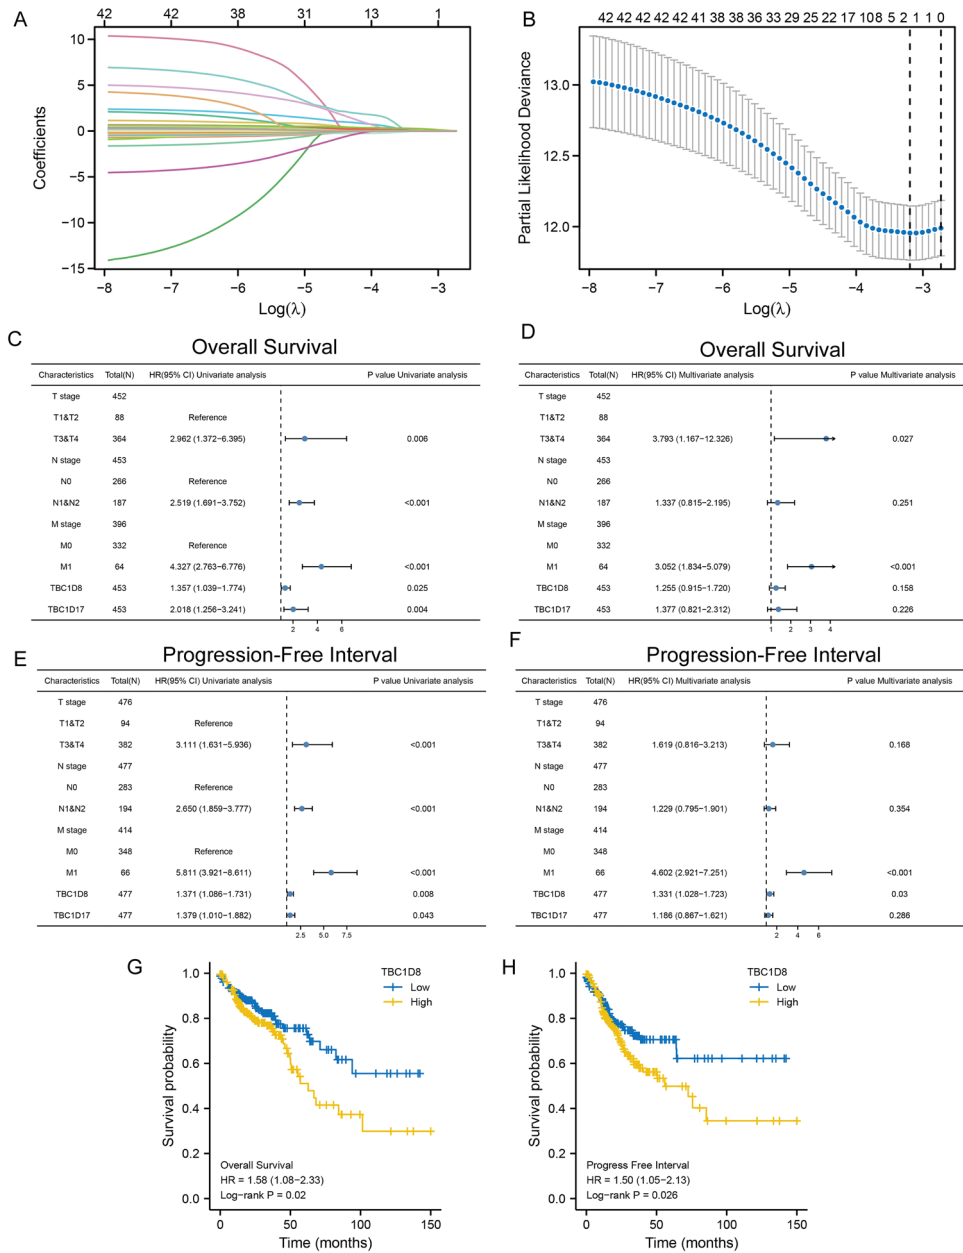 A
42 42 38 31 13 1
10
5
0
−5
−10
−15
Coefficients
−8 −7 −6 −5 −4 −3
Log(λ)
B
42 42 42 42 42 41 38 38 36 33 29 25 22 17 10 8 5 2 1 1 0
13.0
12.5
12.0
Partial Likelihood Deviance
−8 −7 −6 −5 −4 −3
Log(λ)
C
Overall Survival
Characteristics Total(N) HR(95% CI) Univariate analysis P value Univariate analysis
T stage 452
T1&T2 88 Reference
T3&T4 364 2.962 (1.372−6.395) 0.006
N stage 453
N0 266 Reference
N1&N2 187 2.519 (1.691−3.752) <0.001
M stage 396
M0 332 Reference
M1 64 4.327 (2.763−6.776) <0.001
TBC1D8 453 1.357 (1.039−1.774) 0.025
TBC1D17 453 2.018 (1.256−3.241) 0.004
2 4 6
D
Overall Survival
Characteristics Total(N) HR(95% CI) Multivariate analysis P value Multivariate analysis
T stage 452
T1&T2 88
T3&T4 364 3.793 (1.167−12.326) 0.027
N stage 453
N0 266
N1&N2 187 1.337 (0.815−2.195) 0.251
M stage 396
M0 332
M1 64 3.052 (1.834−5.079) <0.001
TBC1D8 453 1.255 (0.915−1.720) 0.158
TBC1D17 453 1.377 (0.821−2.312) 0.226
1 2 3 4
E
Progression-Free Interval
Characteristics Total(N) HR(95% CI) Univariate analysis P value Univariate analysis
T stage 476
T1&T2 94 Reference
T3&T4 382 3.111 (1.631−5.936) <0.001
N stage 477
N0 283 Reference
N1&N2 194 2.650 (1.859−3.777) <0.001
M stage 414
M0 348 Reference
M1 66 5.811 (3.921−8.611) <0.001
TBC1D8 477 1.371 (1.086−1.731) 0.008
TBC1D17 477 1.379 (1.010−1.882) 0.043
2.5 5.0 7.5
F
Progression-Free Interval
Characteristics Total(N) HR(95% CI) Multivariate analysis P value Multivariate analysis
T stage 476
T1&T2 94
T3&T4 382 1.619 (0.816−3.213) 0.168
N stage 477
N0 283
N1&N2 194 1.229 (0.795−1.901) 0.354
M stage 414
M0 348
M1 66 4.602 (2.921−7.251) <0.001
TBC1D8 477 1.331 (1.028−1.723) 0.03
TBC1D17 477 1.186 (0.867−1.621) 0.286
2 4 6
G
TBC1D8
Low
High
1.0
0.8
0.6
0.4
0.2
0.0
Survival probability
Overall Survival
HR = 1.58 (1.08−2.33)
Log−rank P = 0.02
0 50 100 150
Time (months)
H
TBC1D8
Low
High
1.0
0.8
0.6
0.4
0.2
0.0
Survival probability
Progress Free Interval
HR = 1.50 (1.05−2.13)
Log−rank P = 0.026
0 50 100 150
Time (months)